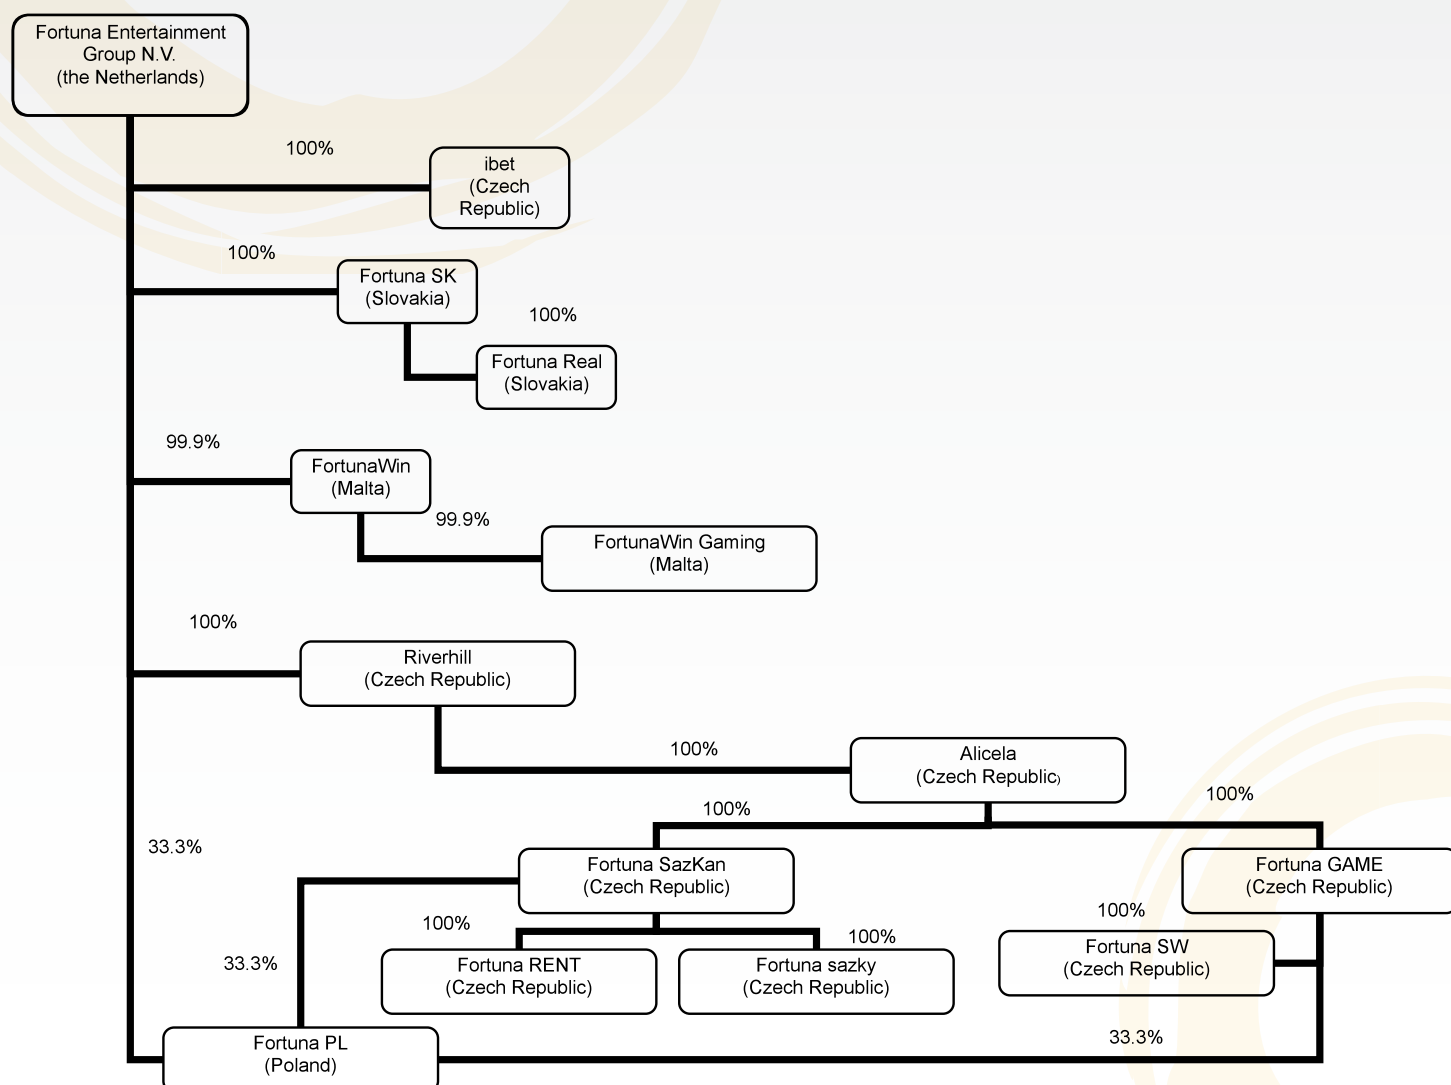 Fortuna Entertainment
Group N.V.
(the Netherlands)
100%
ibet
(Czech
Republic)
100%
Fortuna SK
(Slovakia)
100%
Fortuna Real
(Slovakia)
99.9%
FortunaWin
(Malta)
99.9%
FortunaWin Gaming
(Malta)
100%
Riverhill
(Czech Republic)
100%
Alicela
(Czech Republic)
100%
100%
33.3%
Fortuna SazKan
(Czech Republic)
Fortuna GAME
(Czech Republic)
100%
100%
100%
Fortuna SW
(Czech Republic)
33.3%
Fortuna RENT
(Czech Republic)
Fortuna sazky
(Czech Republic)
33.3%
Fortuna PL
(Poland)